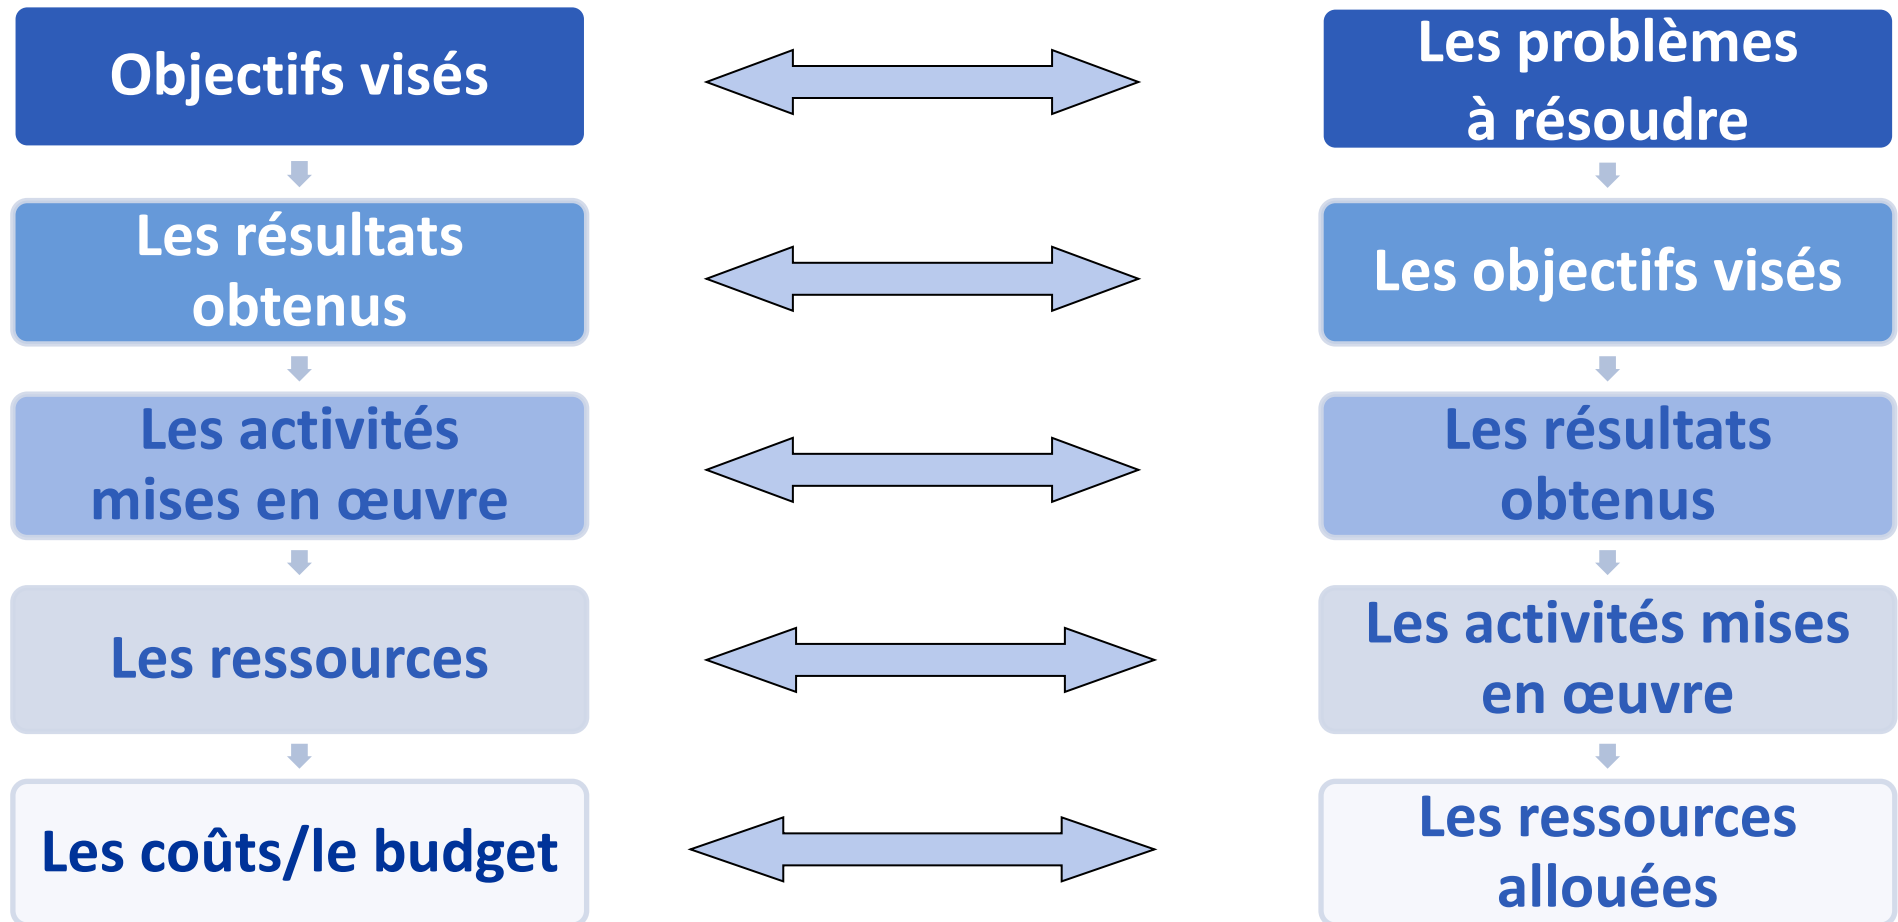 Objectifs visés
Les problèmes
à résoudre
Les résultats
obtenus
Les objectifs visés
Les activités
mises en œuvre
Les résultats
obtenus
Les ressources
Les activités mises
en œuvre
Les coûts/le budget
Les ressources
allouées